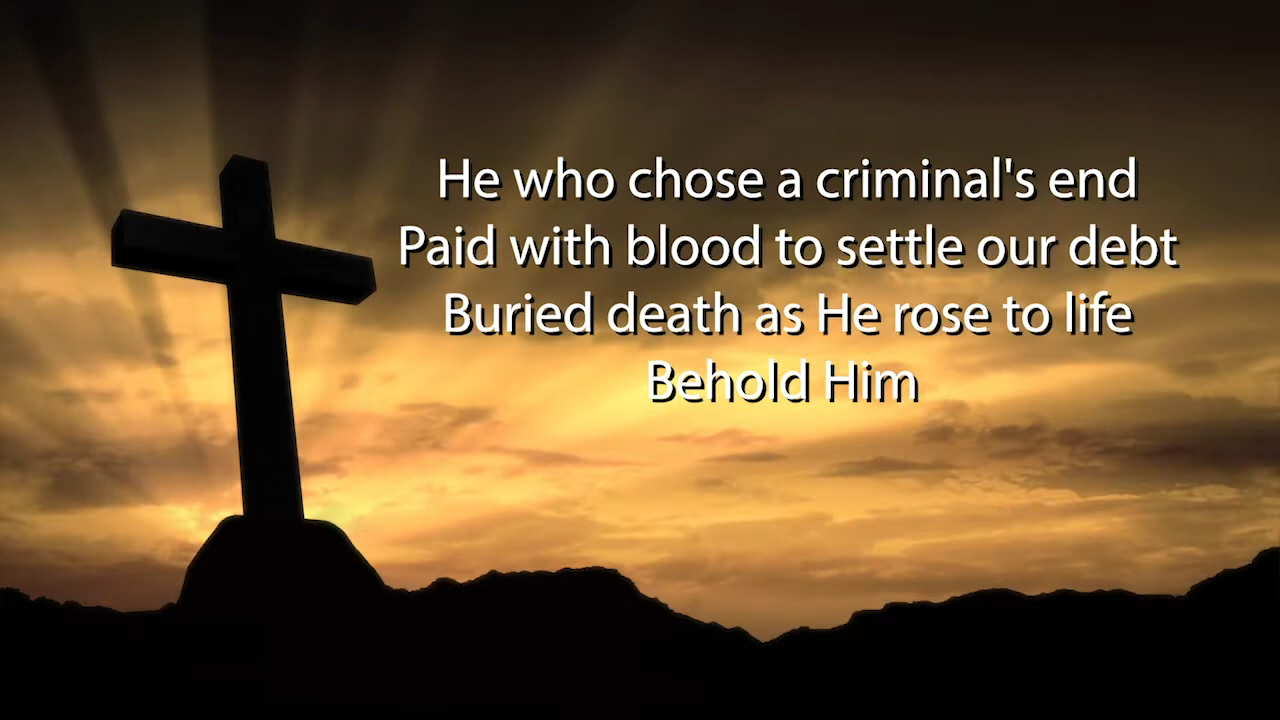 He who chose a criminal's end
Paid with blood to settle our debt
Buried death as He rose to life
Behold Him